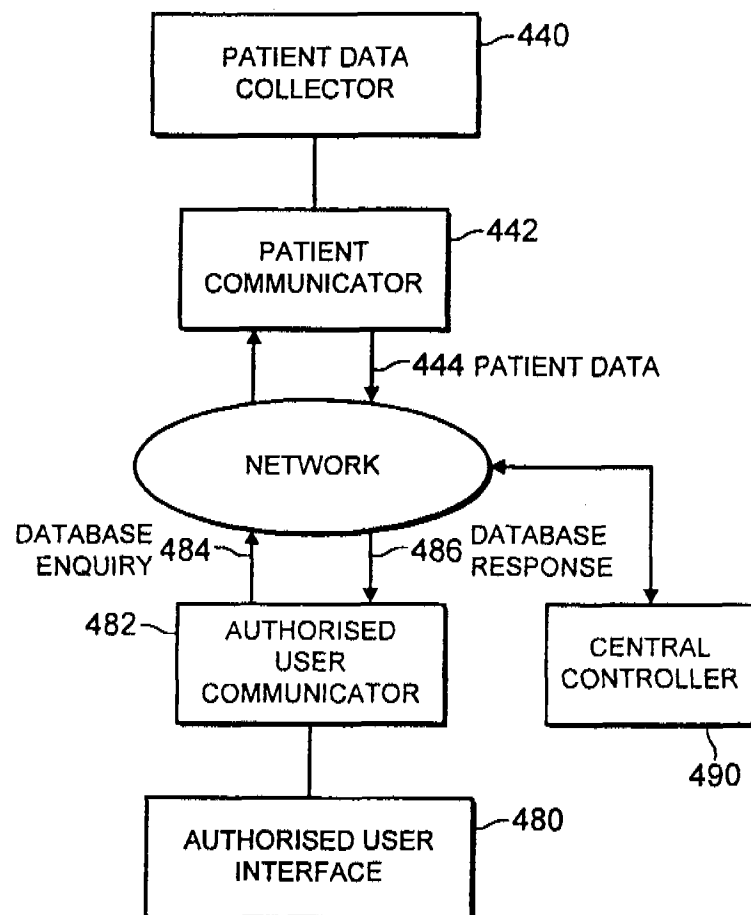 PATIENT DATA
COLLECTOR
440
PATIENT
COMMUNICATOR
442
444 PATIENT DATA
NETWORK
DATABASE
ENQUIRY
484
486
DATABASE
RESPONSE
482
AUTHORISED
USER
COMMUNICATOR
CENTRAL
CONTROLLER
490
AUTHORISED USER
INTERFACE
480